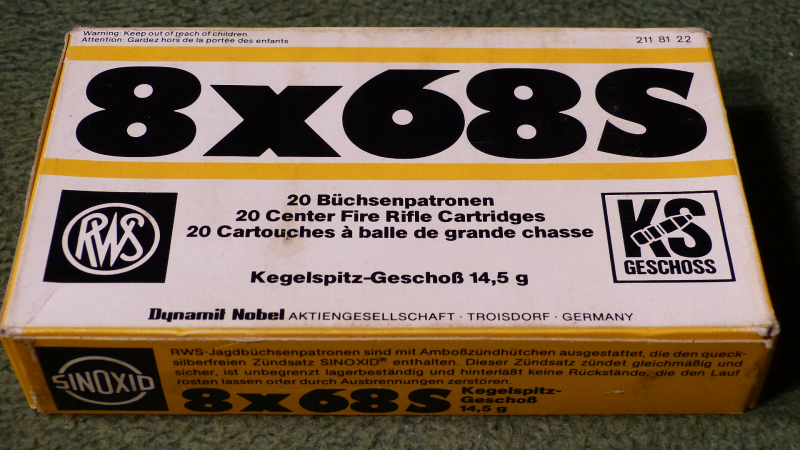 Warning: Keep out of reach of children
Attention: Gardez hors de la portée des enfants
211 81 22
8x68S
RWS
20 Büchsenpatronen
20 Center Fire Rifle Cartridges
20 Cartouches à balle de grande chasse
KS
GESCHOSS
Kegelspitz-Geschoß 14,5 g
Dynamit Nobel AKTIENGESELLSCHAFT · TROISDORF · GERMANY
SINOXID
RWS-Jagdbüchsenpatronen sind mit Amboßzündhütchen ausgestattet, die den queck-
silberfreien Zündsatz SINOXID® enthalten. Dieser Zündsatz zündet gleichmäßig und
sicher, ist unbegrenzt lagerbeständig und hinterläßt keine Rückstände, die den Lauf
rosten lassen oder durch Ausbrennungen zerstören.
8x68S
Kegelspitz-
Geschoß
14,5 g